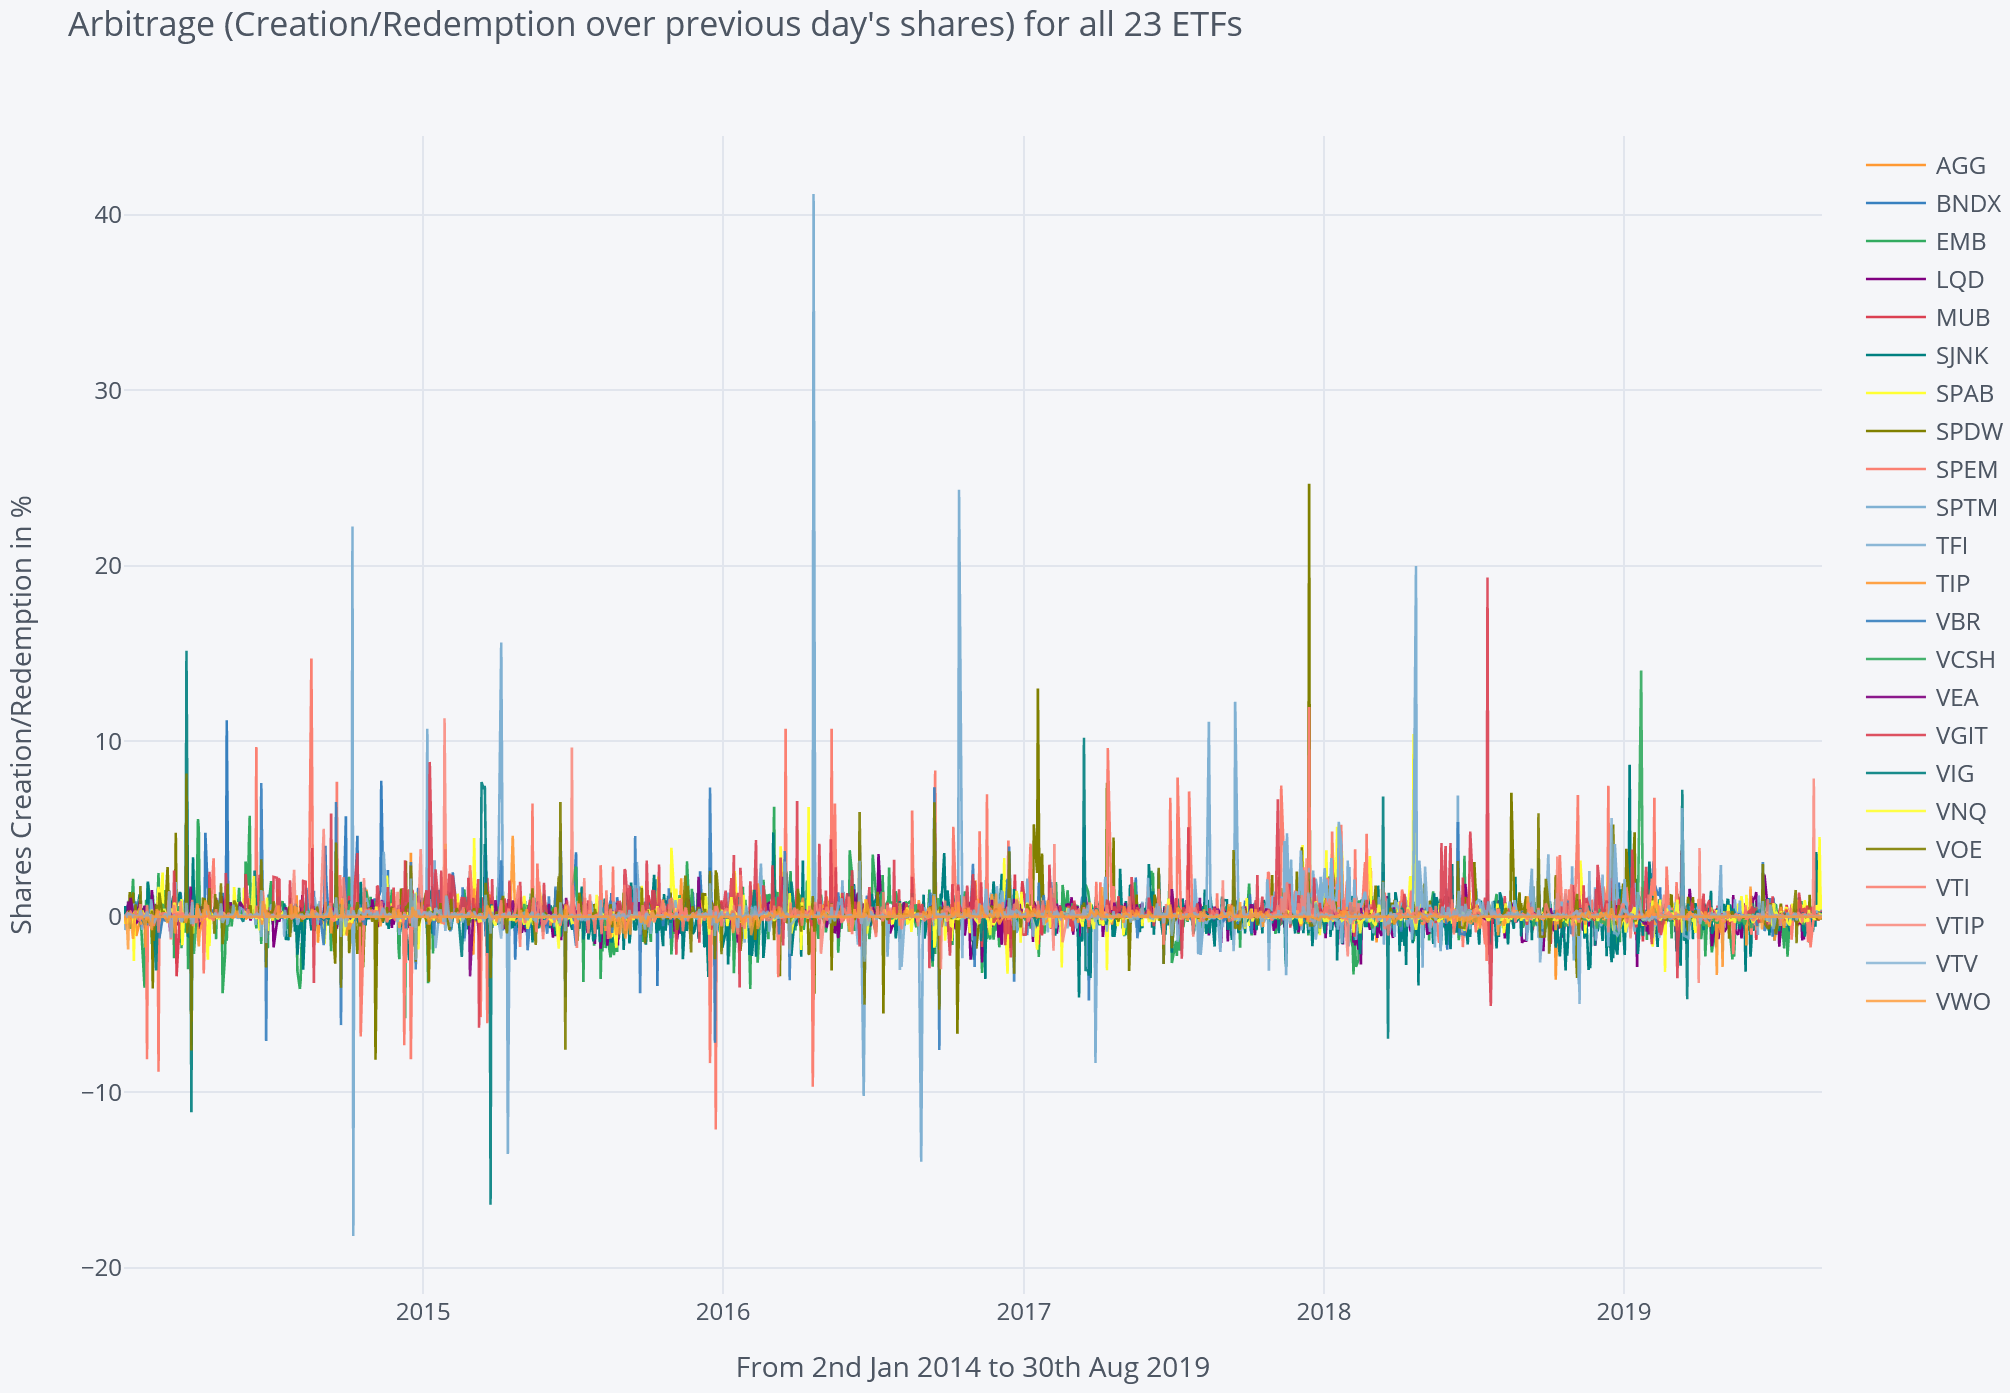 Arbitrage (Creation/Redemption over previous day's shares) for all 23 ETFs
Shares Creation/Redemption in %
40
30
20
10
0
−10
−20
2015
2016
2017
2018
2019
From 2nd Jan 2014 to 30th Aug 2019
AGG
BNDX
EMB
LQD
MUB
SJNK
SPAB
SPDW
SPEM
SPTM
TFI
TIP
VBR
VCSH
VEA
VGIT
VIG
VNQ
VOE
VTI
VTIP
VTV
VWO